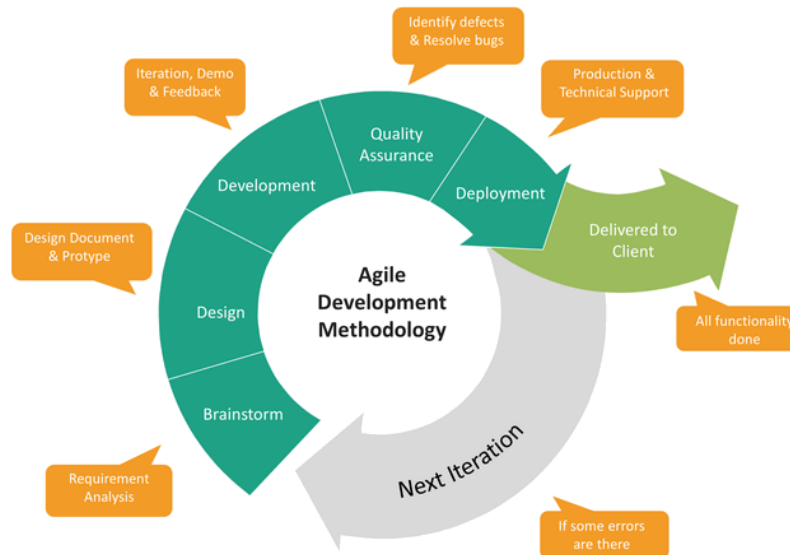 Identify defects
& Resolve bugs
Iteration, Demo
& Feedback
Production &
Technical Support
Quality
Assurance
Development
Deployment
Delivered to
Client
Design Document
& Protype
Agile
Development
Methodology
Design
All functionality
done
Brainstorm
Next Iteration
Requirement
Analysis
If some errors
are there